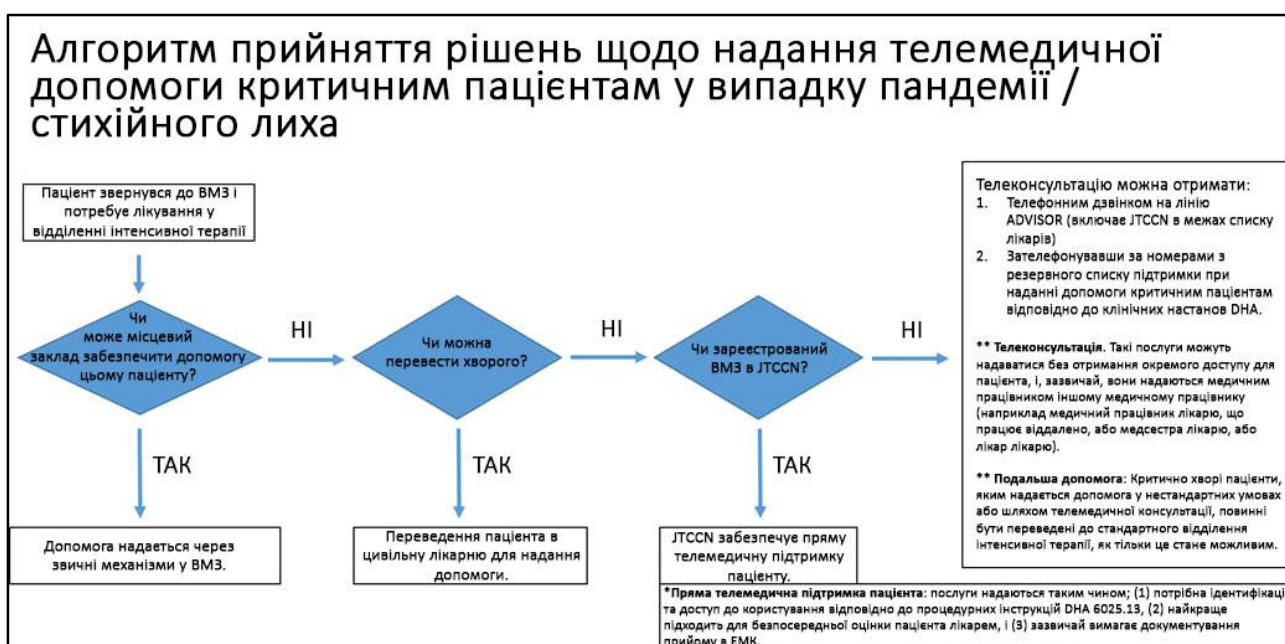 Алгоритм прийняття рішень щодо надання телемедичної
допомоги критичним пацієнтам у випадку пандемії /
стихійного лиха
Пацієнт звернувся до ВМЗ і
потребує лікування у
відділенні інтенсивної терапії
Чи
може місцевий
заклад забезпечити допомогу
цьому пацієнту?
НІ
ТАК
Допомога надається через
звичні механізми у ВМЗ.
Чи можна
перевести хворого?
НІ
ТАК
Переведення пацієнта в
цивільну лікарню для надання
допомоги.
Чи зареєстрований
ВМЗ в JTCCN?
НІ
ТАК
JTCCN забезпечує пряму
телемедичну підтримку
пацієнту.
Телеконсультацію можна отримати:
1. Телефонним дзвінком на лінію
ADVISOR (включає JTCCN в межах списку
лікарів)
2. Зателефонувавши за номерами з
резервного списку підтримки при
наданні допомоги критичним пацієнтам
відповідно до клінічних настанов DHA.
** Телеконсультація. Такі послуги можуть
надаватися без отримання окремого доступу для
пацієнта, і, зазвичай, вони надаються медичним
працівником іншому медичному працівнику
(наприклад медичний працівник лікарю, що
працює віддалено, або медсестра лікарю, або
лікар лікарю).
** Подальша допомога: Критично хворі пацієнти,
яким надається допомога у нестандартних умовах
або шляхом телемедичної консультації, повинні
бути переведені до стандартного відділення
інтенсивної терапії, як тільки це стане можливим.
*Пряма телемедична підтримка пацієнта: послуги надаються таким чином; (1) потрібна ідентифікаці
та доступ до користування відповідно до процедурних інструкцій DHA 6025.13, (2) найкраще
підходить для безпосередньої оцінки пацієнта лікарем, і (3) зазвичай вимагає документування
прийому в ЕМК.